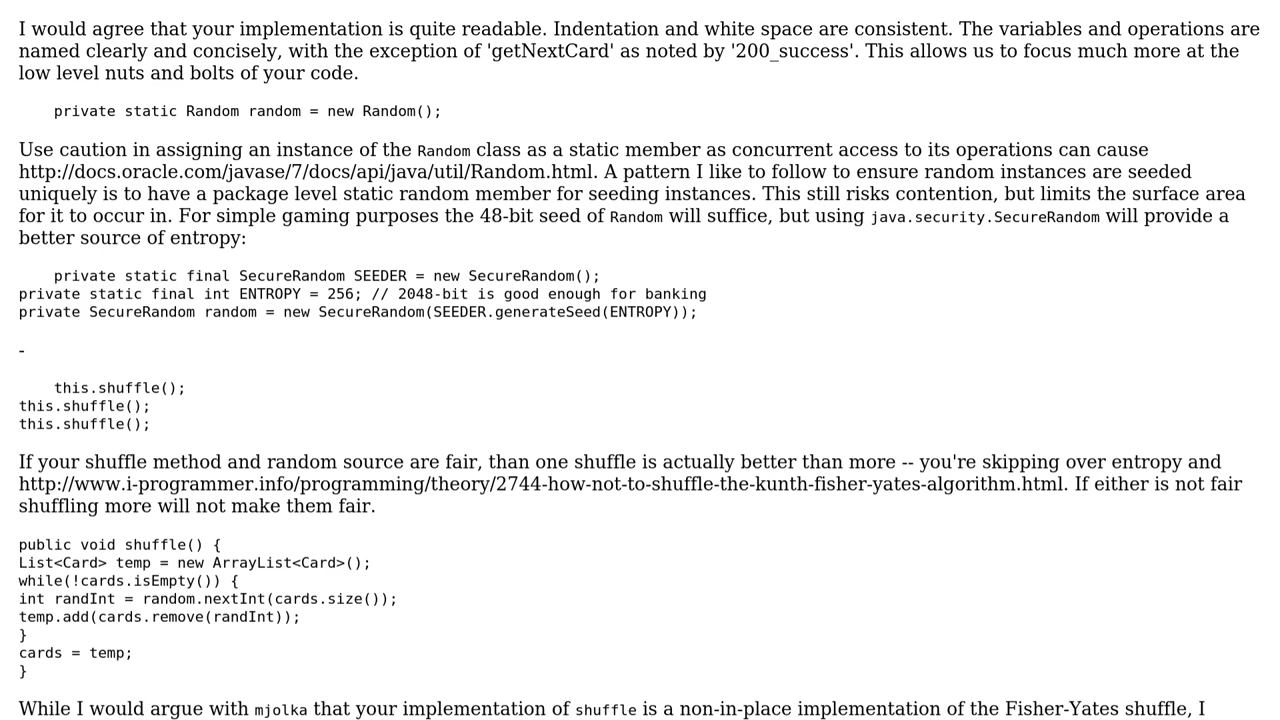 I would agree that your implementation is quite readable. Indentation and white space are consistent. The variables and operations are
named clearly and concisely, with the exception of 'getNextCard' as noted by '200_success'. This allows us to focus much more at the
low level nuts and bolts of your code.
private static Random random = new Random();
Use caution in assigning an instance of the Random class as a static member as concurrent access to its operations can cause
http://docs.oracle.com/javase/7/docs/api/java/util/Random.html. A pattern I like to follow to ensure random instances are seeded
uniquely is to have a package level static random member for seeding instances. This still risks contention, but limits the surface area
for it to occur in. For simple gaming purposes the 48-bit seed of Random will suffice, but using java.security.SecureRandom will provide a
better source of entropy:
private static final SecureRandom SEEDER = new SecureRandom();
private static final int ENTROPY = 256; // 2048-bit is good enough for banking
private SecureRandom random = new SecureRandom(SEEDER.generateSeed(ENTROPY));
-
this.shuffle();
this.shuffle();
this.shuffle();
If your shuffle method and random source are fair, than one shuffle is actually better than more -- you're skipping over entropy and
http://www.i-programmer.info/programming/theory/2744-how-not-to-shuffle-the-kunth-fisher-yates-algorithm.html. If either is not fair
shuffling more will not make them fair.
public void shuffle() {
List<Card> temp = new ArrayList<Card>();
while(!cards.isEmpty()) {
int randInt = random.nextInt(cards.size());
temp.add(cards.remove(randInt));
}
cards = temp;
}
While I would argue with mjolka that your implementation of shuffle is a non-in-place implementation of the Fisher-Yates shuffle, I